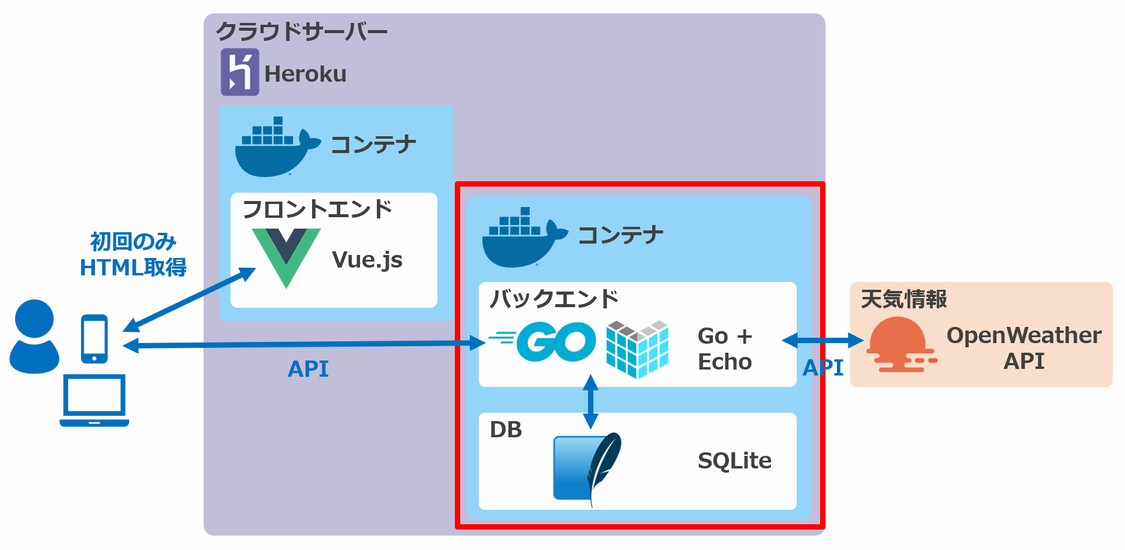 クラウドサーバー
Heroku
コンテナ
フロントエンド
Vue.js
初回のみ
HTML取得
API
コンテナ
バックエンド
GO
Go +
Echo
DB
SQLite
API
天気情報
OpenWeather
API